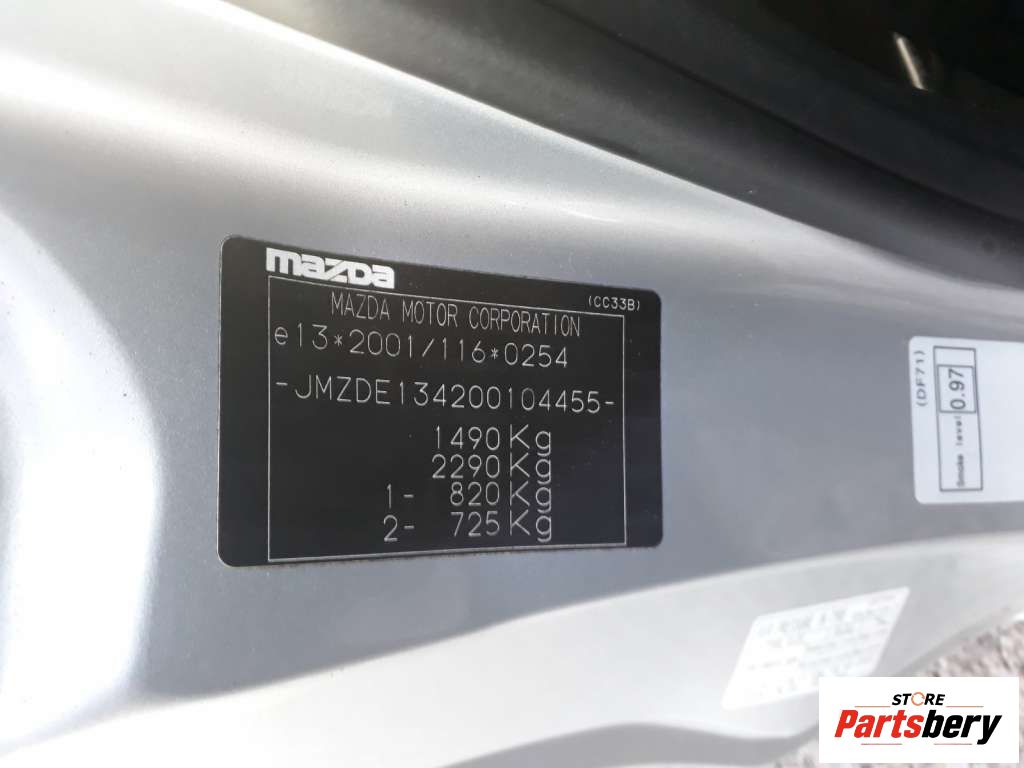 mazda
(CC33B)
MAZDA MOTOR CORPORATION
e13*2001/116*0254
-JMZDE134200104455-
1490 Kg
2290 Kg
1- 820 Kg
2- 725 Kg
(DF71)
Smoke level 0.97
STORE
Partsbery